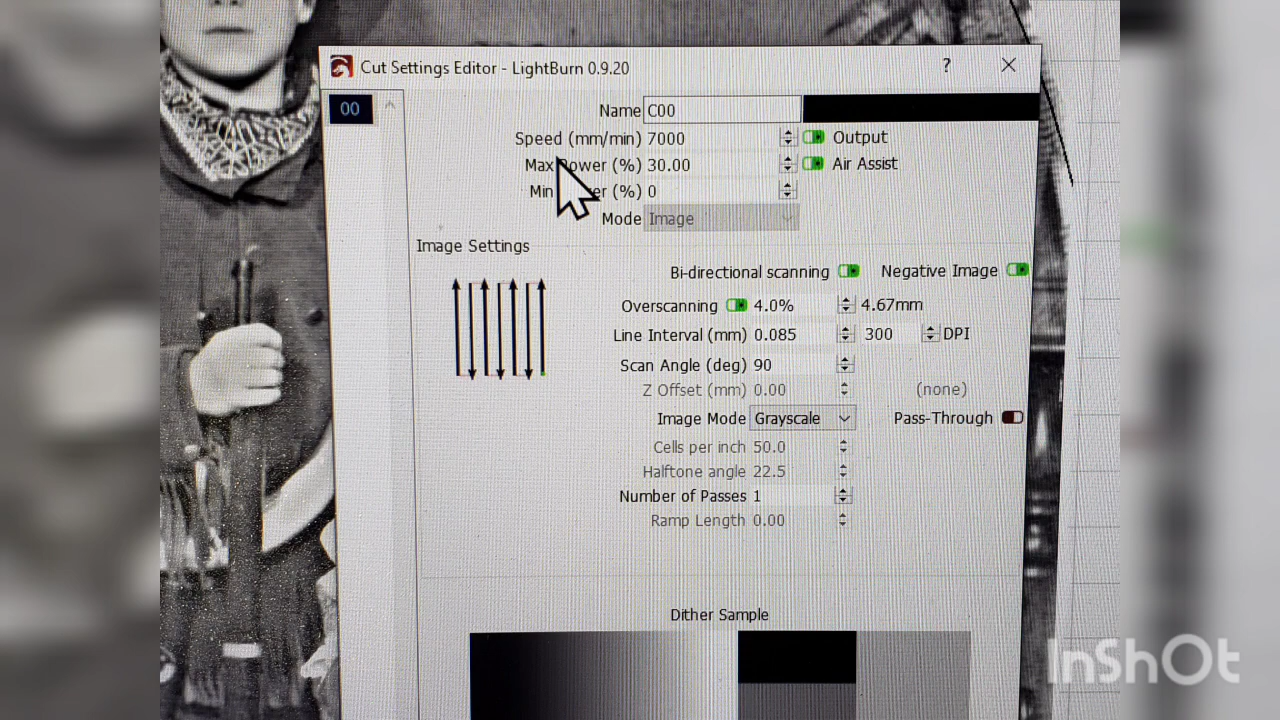 Cut Settings Editor - LightBurn 0.9.20
?
00
Name C00
Speed (mm/min) 7000 Output
Max Power (%) 30.00 Air Assist
Min (%) 0
Mode Image
Image Settings
Bi-directional scanning Negative Image
Overscanning 4.0% 4.67mm
Line Interval (mm) 0.085 300 DPI
Scan Angle (deg) 90
Z Offset (mm) 0.00 (none)
Image Mode Grayscale Pass-Through
Cells per inch 50.0
Halftone angle 22.5
Number of Passes 1
Ramp Length 0.00
Dither Sample
InShOt